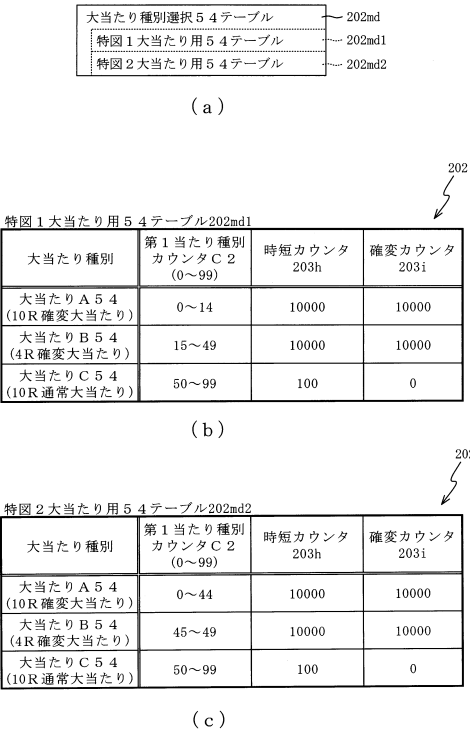 大当たり種別選択５４テーブル 202md
特図１大当たり用５４テーブル 202md1
特図２大当たり用５４テーブル 202md2
(a)
202
特図１大当たり用５４テーブル202md1
大当たり種別 第１当たり種別カウンタＣ２(0～99) 時短カウンタ203h 確変カウンタ203i
大当たりＡ５４(10R確変大当たり) 0～14 10000 10000
大当たりＢ５４(4R確変大当たり) 15～49 10000 10000
大当たりＣ５４(10R通常大当たり) 50～99 100 0
(b)
202
特図２大当たり用５４テーブル202md2
大当たり種別 第１当たり種別カウンタＣ２(0～99) 時短カウンタ203h 確変カウンタ203i
大当たりＡ５４(10R確変大当たり) 0～44 10000 10000
大当たりＢ５４(4R確変大当たり) 45～49 10000 10000
大当たりＣ５４(10R通常大当たり) 50～99 100 0
(c)